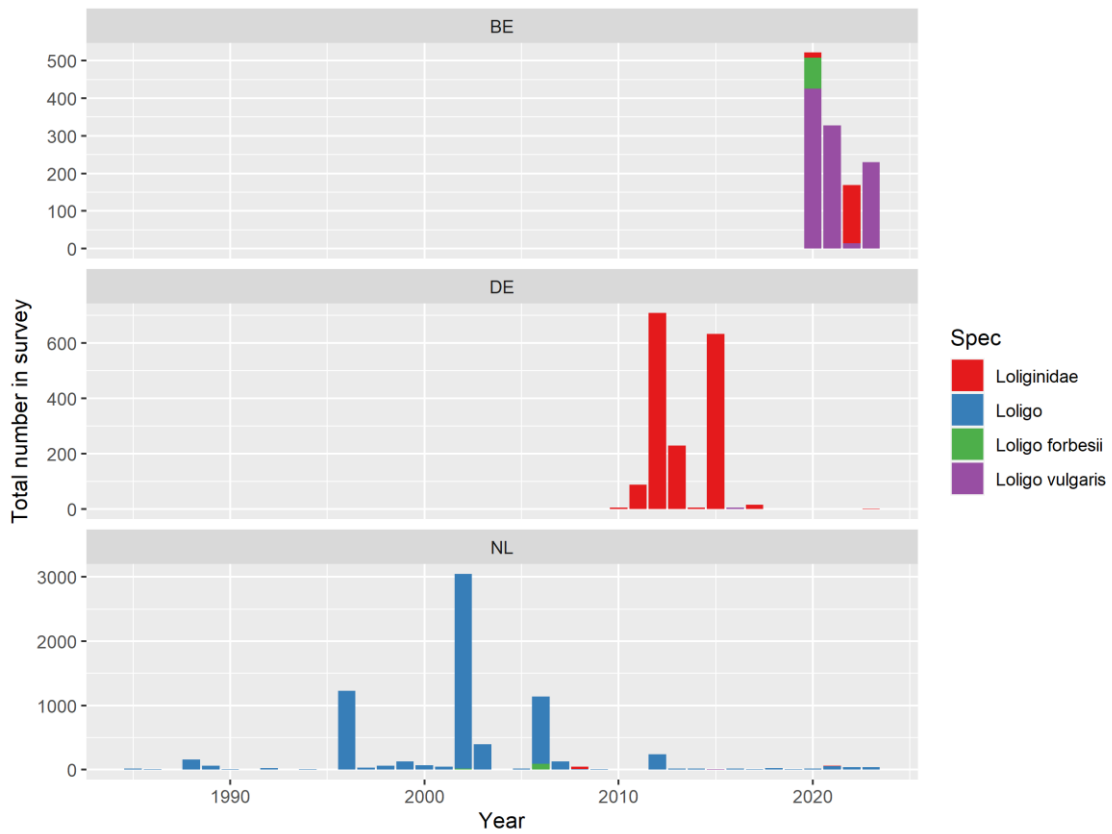 BE
500
400
300
200
100
0
DE
600
400
200
0
NL
3000
2000
1000
0
1990
2000
2010
2020
Year
Total number in survey
Spec
Loliginidae
Loligo
Loligo forbesii
Loligo vulgaris